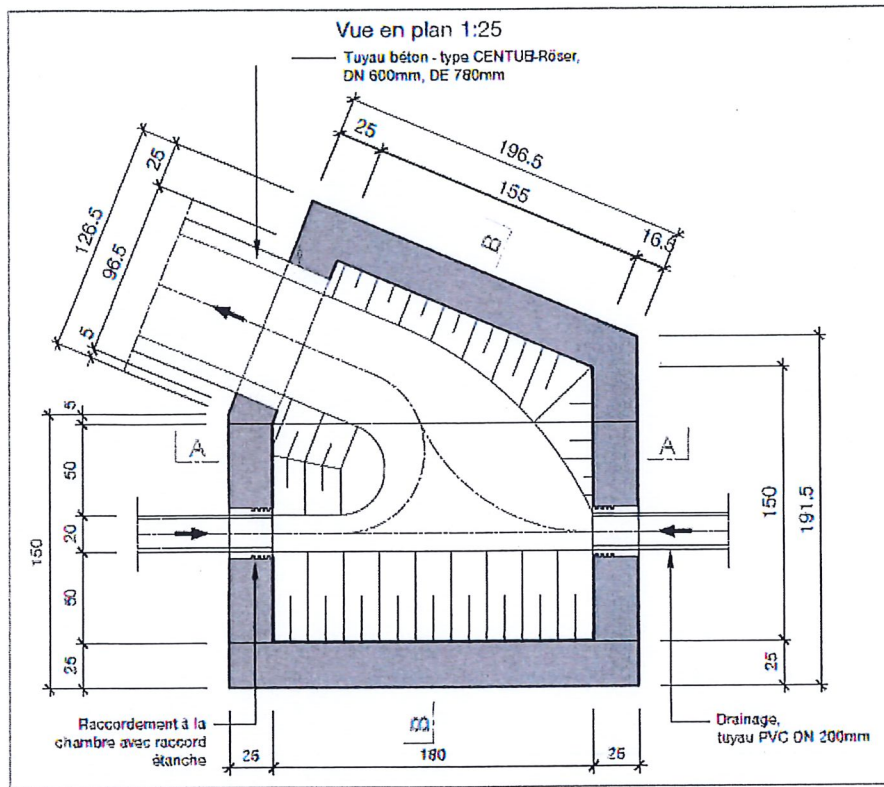 Vue en plan 1:25
Tuyau béton - type CENTUB-Röser,
DN 600mm, DE 780mm
25
196.5
155
16.5
B
126.5
25
96.5
5
A
A
5
50
20
50
25
150
150
191.5
25
Raccordement à la
chambre avec raccord
étanche
B
25
180
25
Drainage,
tuyau PVC DN 200mm